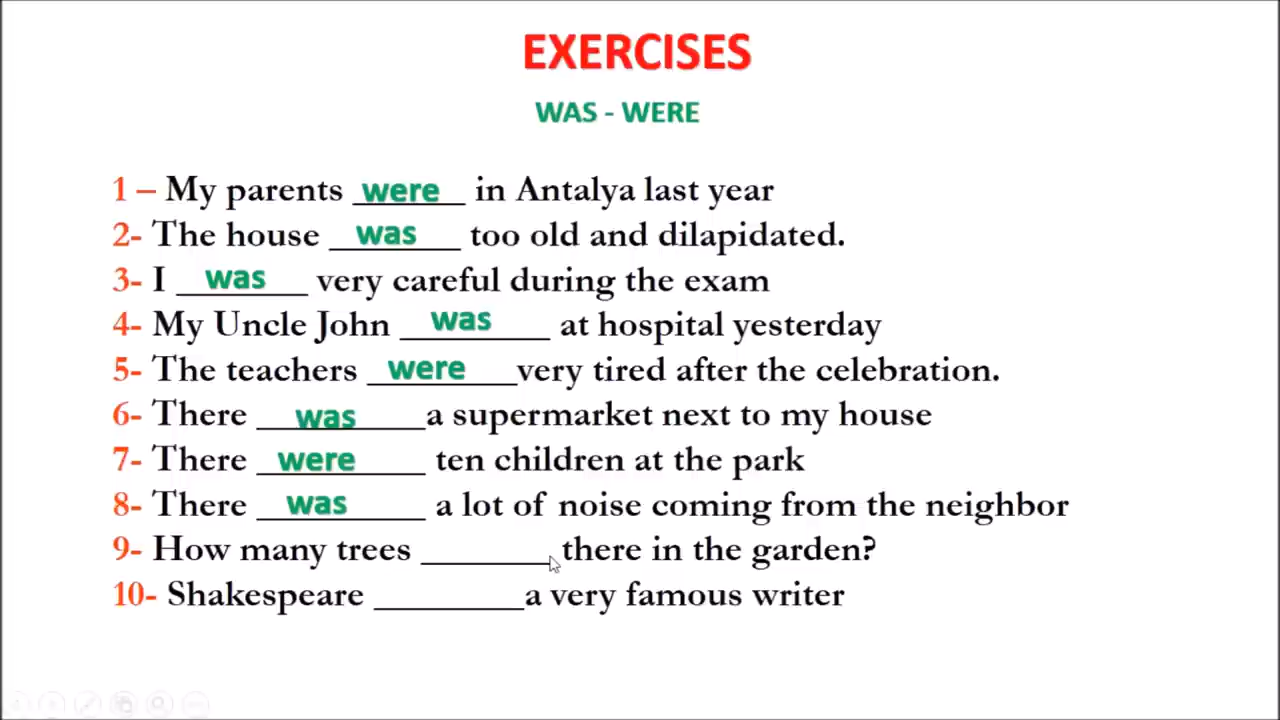 EXERCISES
WAS - WERE
1 – My parents were in Antalya last year
2- The house was too old and dilapidated.
3- I was very careful during the exam
4- My Uncle John was at hospital yesterday
5- The teachers were very tired after the celebration.
6- There was a supermarket next to my house
7- There were ten children at the park
8- There was a lot of noise coming from the neighbor
9- How many trees ________ there in the garden?
10- Shakespeare _________a very famous writer